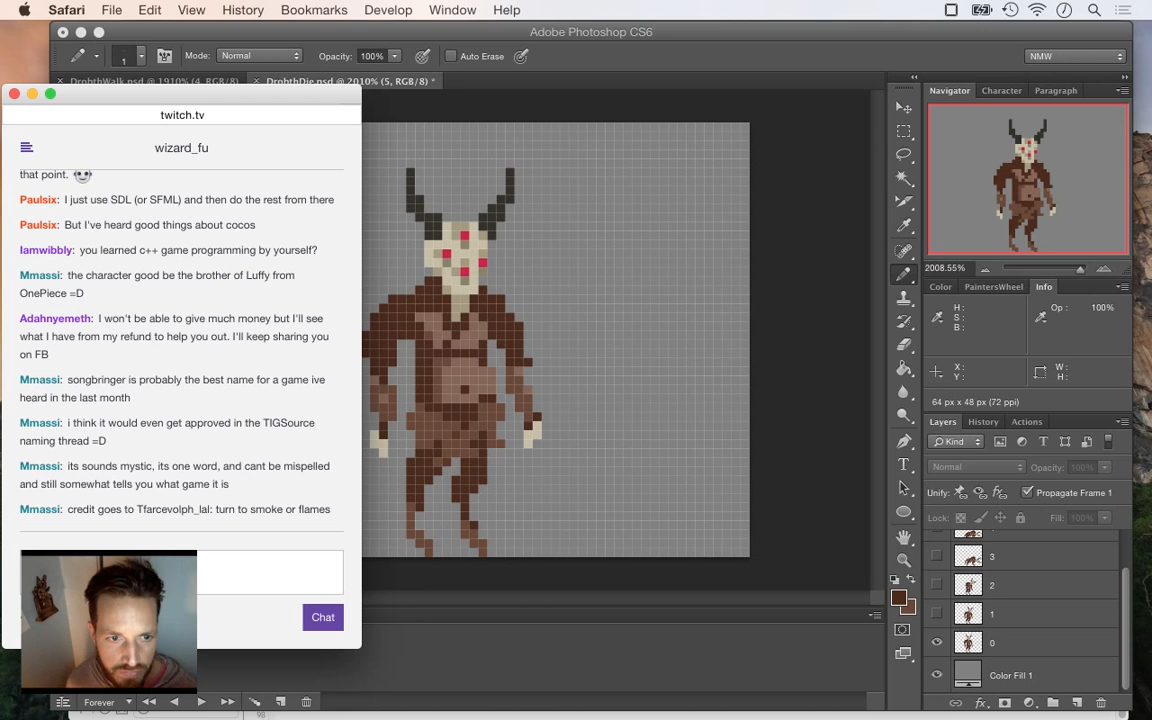 Safari File Edit View History Bookmarks Develop Window Help
Adobe Photoshop CS6
1 Mode: Normal Opacity: 100% Auto Erase NMW
DrohthWalk.psd @ 1910% (4, RGB/8) DrohthDie.psd @ 2010% (5, RGB/8) *
twitch.tv
wizard_fu
that point.
Paulsix: I just use SDL (or SFML) and then do the rest from there
Paulsix: But I've heard good things about cocos
Iamwibbly: you learned c++ game programming by yourself?
Mmassi: the character good be the brother of Luffy from
OnePiece =D
Adahnyemeth: I won't be able to give much money but I'll see
what I have from my refund to help you out. I'll keep sharing you
on FB
Mmassi: songbringer is probably the best name for a game ive
heard in the last month
Mmassi: i think it would even get approved in the TIGSource
naming thread =D
Mmassi: its sounds mystic, its one word, and cant be mispelled
and still somewhat tells you what game it is
Mmassi: credit goes to Tfarcevolph_lal: turn to smoke or flames
Chat
Forever
Navigator Character Paragraph
2008.55%
Color PaintersWheel Info
H: Op: 100%
S:
B:
X: W:
Y: H:
64 px x 48 px (72 ppi)
Layers History Actions
Kind
Normal Opacity: 100%
Unify: Propagate Frame 1
Lock: Fill: 100%
3
2
1
0
Color Fill 1